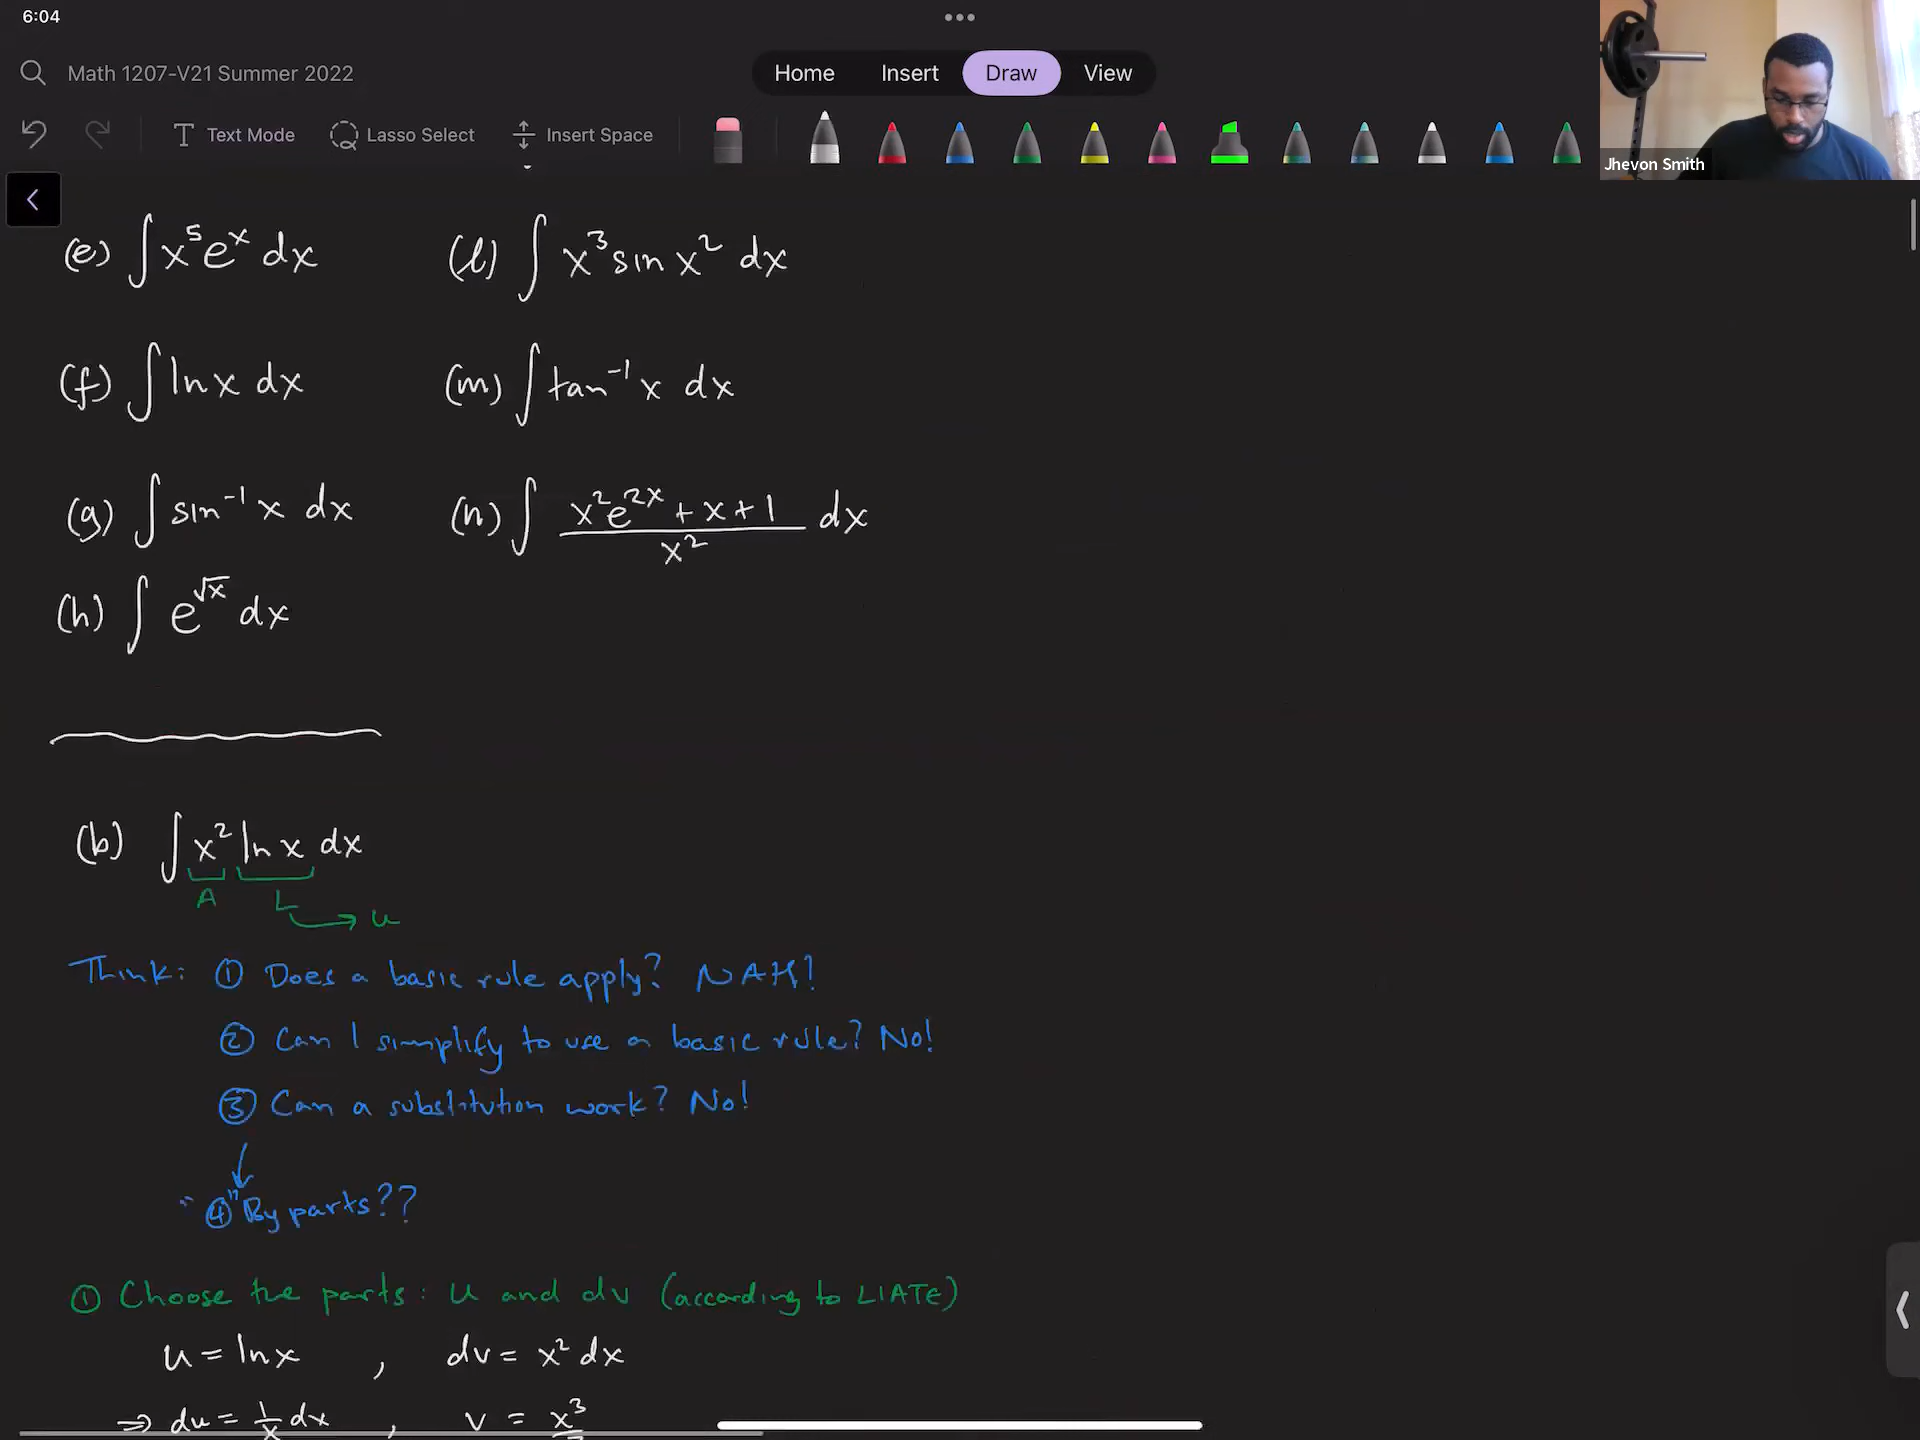 6:04
Math 1207-V21 Summer 2022
Home Insert Draw View
Text Mode Lasso Select Insert Space
Jhevon Smith
(e) ∫ x⁵eˣ dx (l) ∫ x³ sin x² dx
(f) ∫ ln x dx (m) ∫ tan⁻¹ x dx
(g) ∫ sin⁻¹ x dx (n) ∫ (x²e²ˣ + x + 1)/x² dx
(h) ∫ e^√x dx
(b) ∫ x² ln x dx
A L → u
Think: ① Does a basic rule apply? NAH!
② Can I simplify to use a basic rule? No!
③ Can a substitution work? No!
"④" By parts??
① Choose the parts: u and dv (according to LIATE)
u = ln x , dv = x² dx
⇒ du = 1/x dx , v = x³/